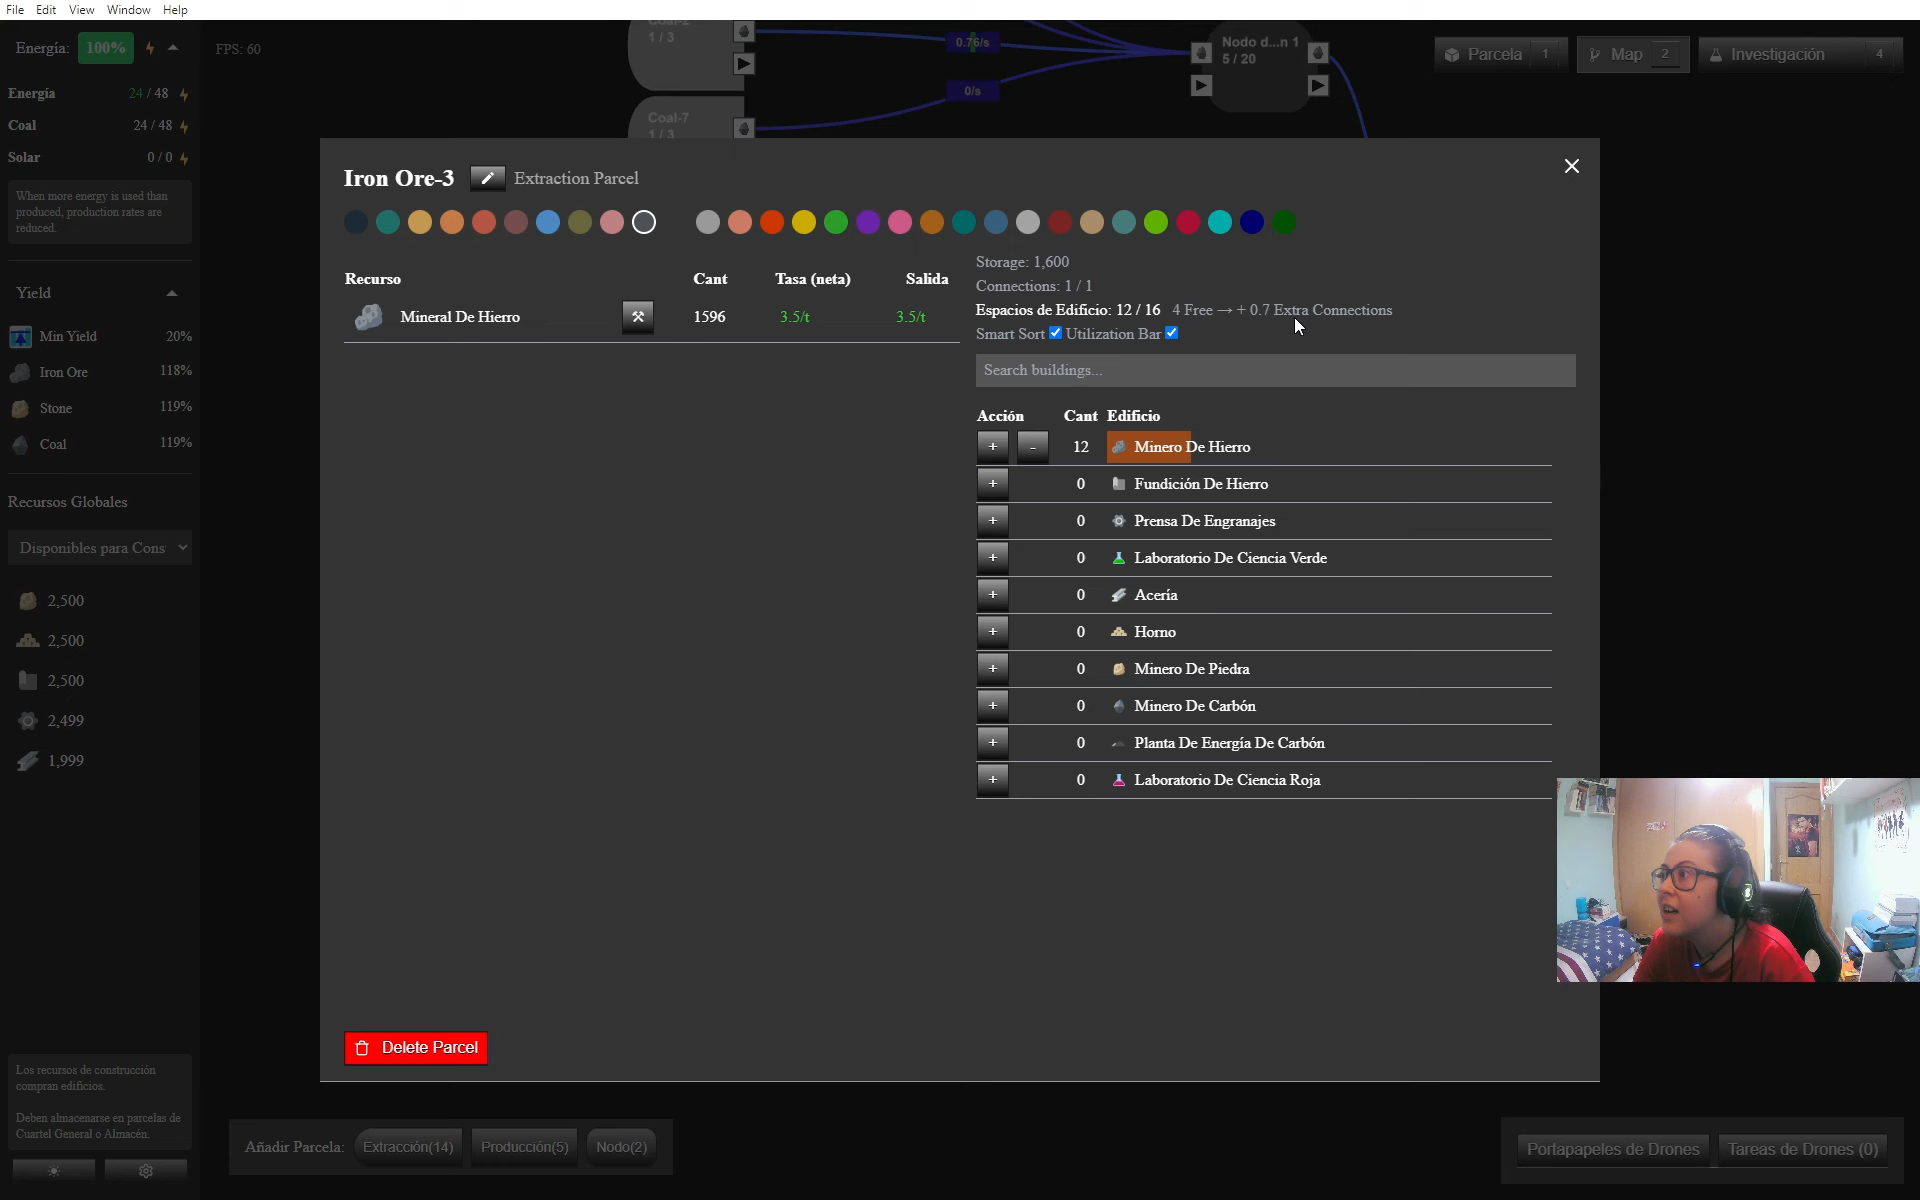 File Edit View Window Help
Energía: 100%
FPS: 60
Energía 24 / 48
Coal 24 / 48
Solar 0 / 0
When more energy is used than
produced, production rates are
reduced.
Yield
Min Yield 20%
Iron Ore 118%
Stone 119%
Coal 119%
Recursos Globales
Disponibles para Cons
2,500
2,500
2,500
2,499
1,999
Los recursos de construcción
compran edificios.
Deben almacenarse en parcelas de
Cuartel General o Almacén.
1 / 3
0.76/s
0/s
Coal-7
1 / 3
Nodo d...n 1
5 / 20
Parcela 1
Map 2
Investigación 4
Iron Ore-3 Extraction Parcel
Recurso Cant Tasa (neta) Salida
Mineral De Hierro 1596 3.5/t 3.5/t
Storage: 1,600
Connections: 1 / 1
Espacios de Edificio: 12 / 16 4 Free → + 0.7 Extra Connections
Smart Sort Utilization Bar
Search buildings...
Acción Cant Edificio
+ - 12 Minero De Hierro
+ 0 Fundición De Hierro
+ 0 Prensa De Engranajes
+ 0 Laboratorio De Ciencia Verde
+ 0 Acería
+ 0 Horno
+ 0 Minero De Piedra
+ 0 Minero De Carbón
+ 0 Planta De Energía De Carbón
+ 0 Laboratorio De Ciencia Roja
Delete Parcel
Añadir Parcela: Extracción(14) Producción(5) Nodo(2)
Portapapeles de Drones Tareas de Drones (0)